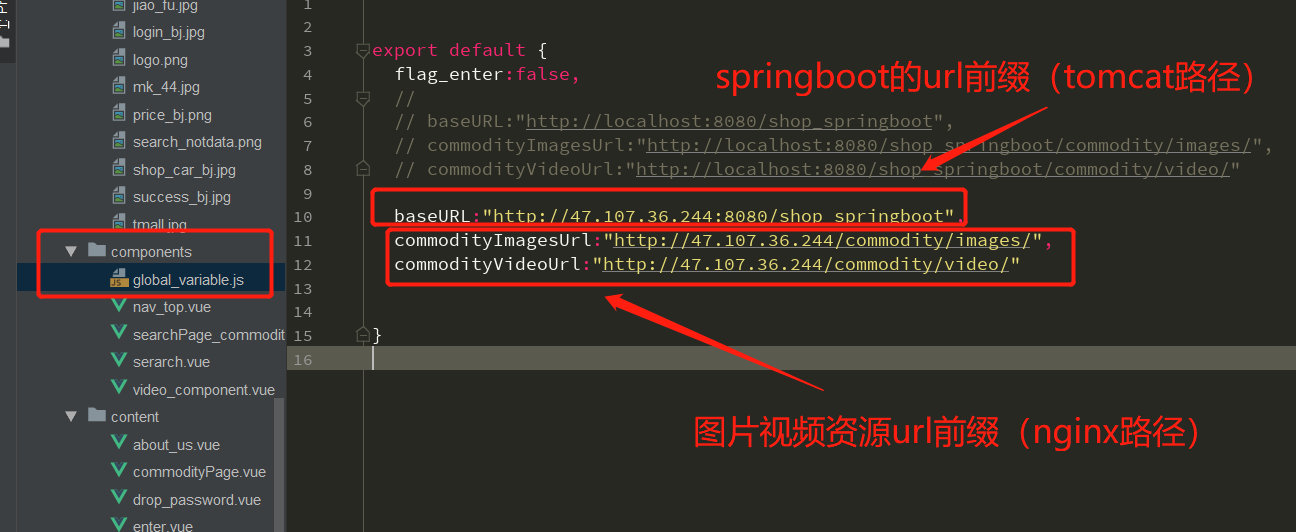 jiao_fu.jpg
login_bj.jpg
logo.png
mk_44.jpg
price_bj.png
search_notdata.png
shop_car_bj.jpg
success_bj.jpg
tmall.jpg
components
global_variable.js
nav_top.vue
searchPage_commodit
serarch.vue
video_component.vue
content
about_us.vue
commodityPage.vue
drop_password.vue
enter.vue
1
2
3 export default {
4 flag_enter:false,
5 //
6 // baseURL:"http://localhost:8080/shop_springboot",
7 // commodityImagesUrl:"http://localhost:8080/shop_springboot/commodity/images/",
8 // commodityVideoUrl:"http://localhost:8080/shop_springboot/commodity/video/"
9
10 baseURL:"http://47.107.36.244:8080/shop_springboot",
11 commodityImagesUrl:"http://47.107.36.244/commodity/images/",
12 commodityVideoUrl:"http://47.107.36.244/commodity/video/"
13
14
15 }
16
springboot的url前缀（tomcat路径）
图片视频资源url前缀（nginx路径）